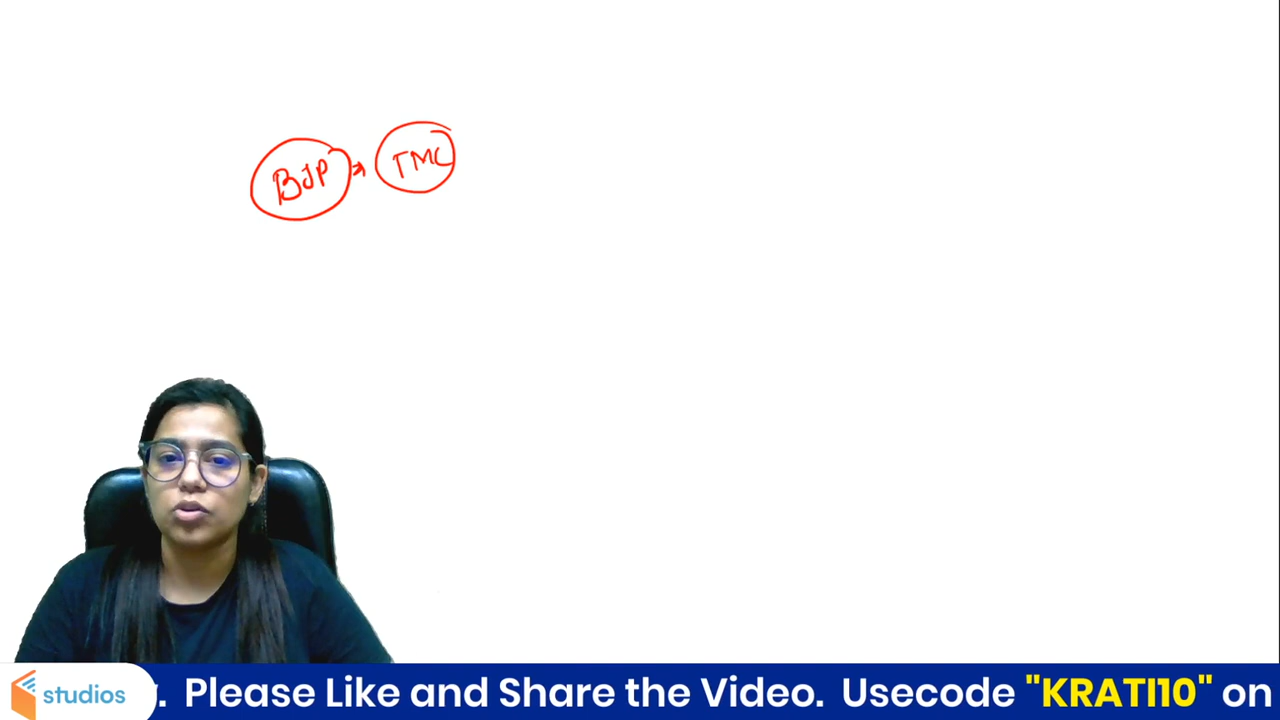 BJP → TMC
studios . Please Like and Share the Video. Usecode "KRATI10" on